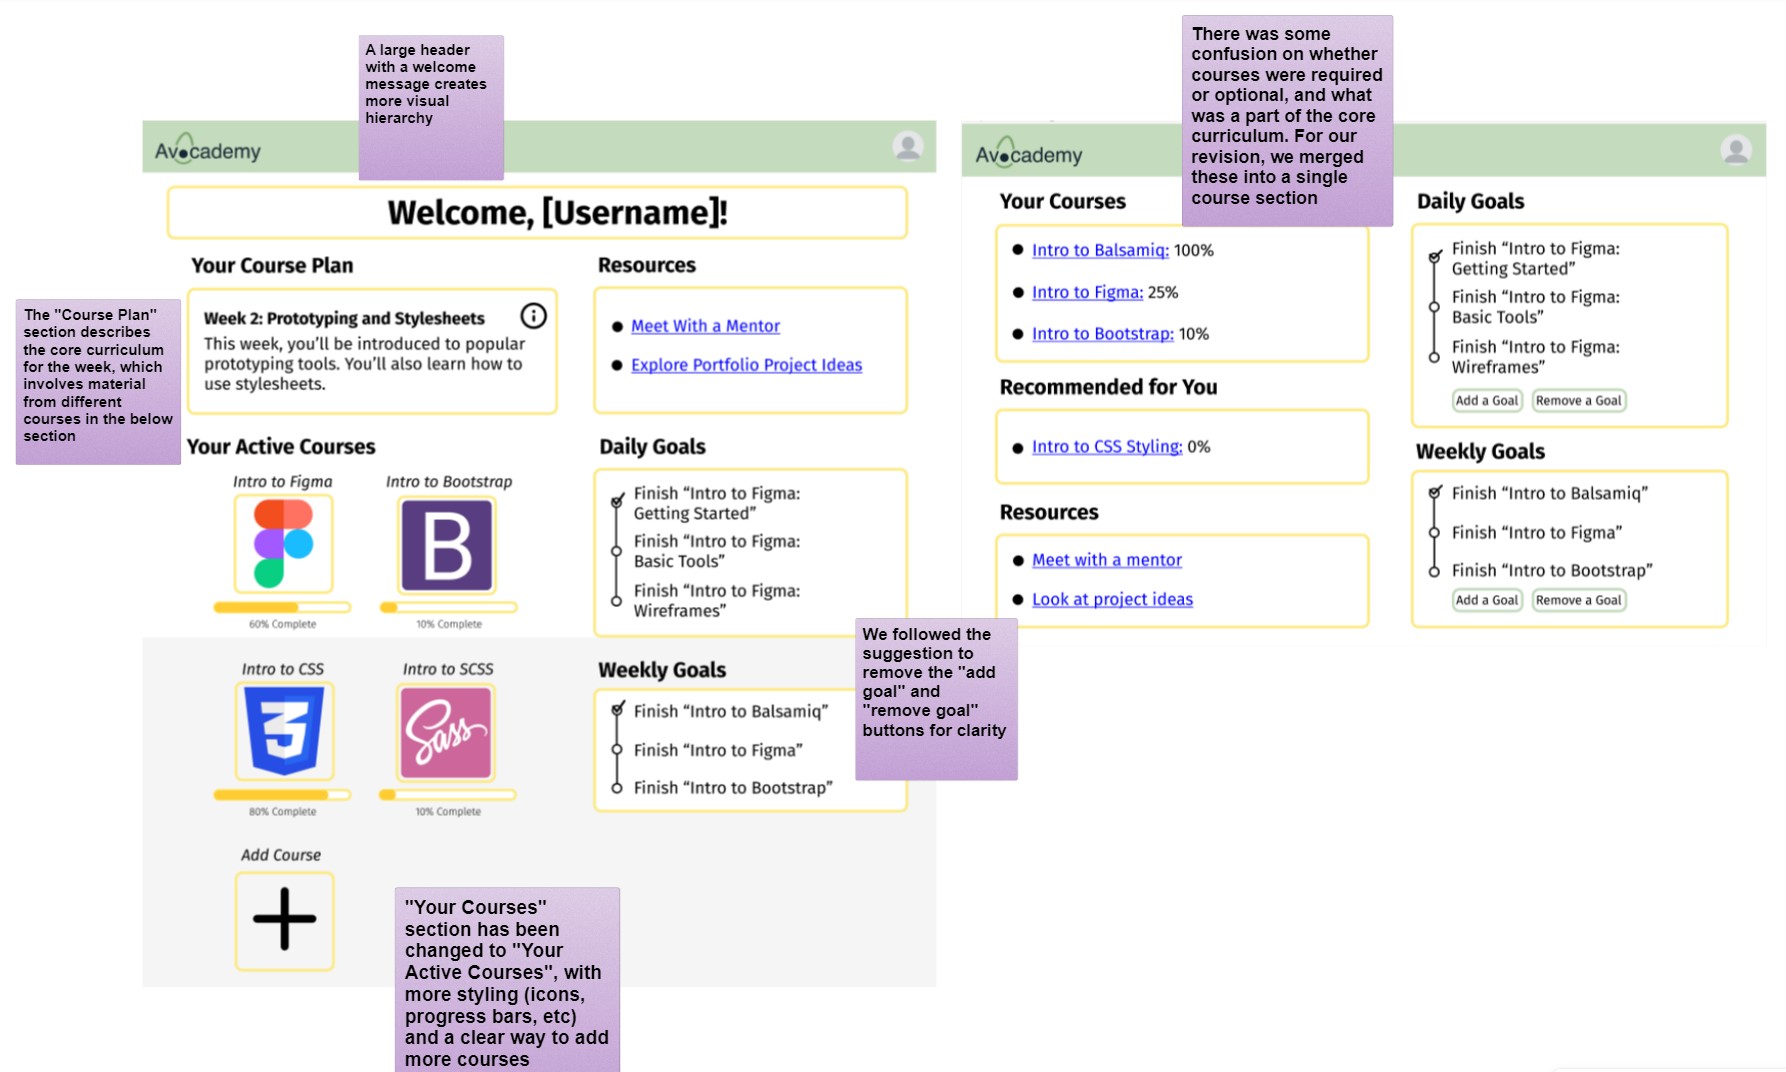 A large header
with a welcome
message creates
more visual
hierarchy
Avocademy
Welcome, [Username]!
Your Course Plan
Week 2: Prototyping and Stylesheets
This week, you'll be introduced to popular
prototyping tools. You'll also learn how to
use stylesheets.
Resources
Meet With a Mentor
Explore Portfolio Project Ideas
The "Course Plan"
section describes
the core curriculum
for the week, which
involves material
from different
courses in the below
section
Your Active Courses
Intro to Figma
60% Complete
Intro to Bootstrap
B
10% Complete
Intro to CSS
3
80% Complete
Intro to SCSS
Sass
10% Complete
Add Course
Daily Goals
Finish “Intro to Figma:
Getting Started”
Finish “Intro to Figma:
Basic Tools”
Finish “Intro to Figma:
Wireframes”
Weekly Goals
Finish “Intro to Balsamiq”
Finish “Intro to Figma”
Finish “Intro to Bootstrap”
"Your Courses"
section has been
changed to "Your
Active Courses", with
more styling (icons,
progress bars, etc)
and a clear way to add
more courses
We followed the
suggestion to
remove the "add
goal" and
"remove goal"
buttons for clarity
There was some
confusion on whether
courses were required
or optional, and what
was a part of the core
curriculum. For our
revision, we merged
these into a single
course section
Avocademy
Your Courses
Intro to Balsamiq: 100%
Intro to Figma: 25%
Intro to Bootstrap: 10%
Recommended for You
Intro to CSS Styling: 0%
Resources
Meet with a mentor
Look at project ideas
Daily Goals
Finish “Intro to Figma:
Getting Started”
Finish “Intro to Figma:
Basic Tools”
Finish “Intro to Figma:
Wireframes”
Add a Goal Remove a Goal
Weekly Goals
Finish “Intro to Balsamiq”
Finish “Intro to Figma”
Finish “Intro to Bootstrap”
Add a Goal Remove a Goal